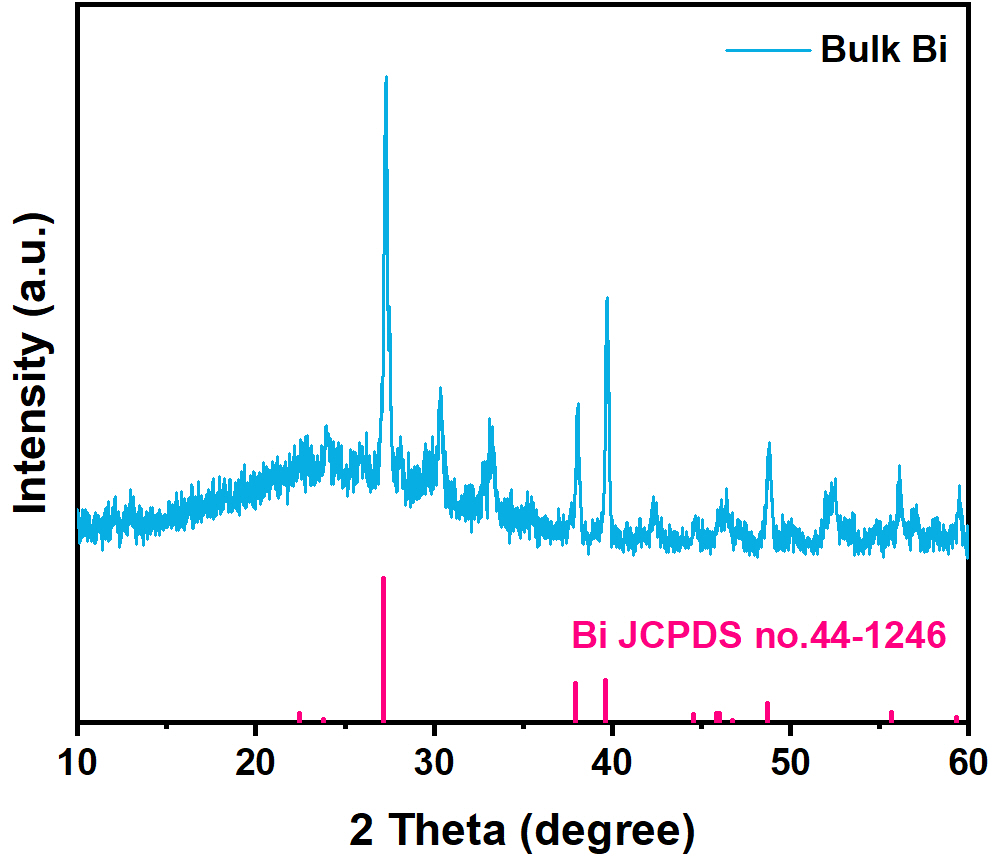 Bulk Bi
Intensity (a.u.)
Bi JCPDS no.44-1246
10 20 30 40 50 60
2 Theta (degree)